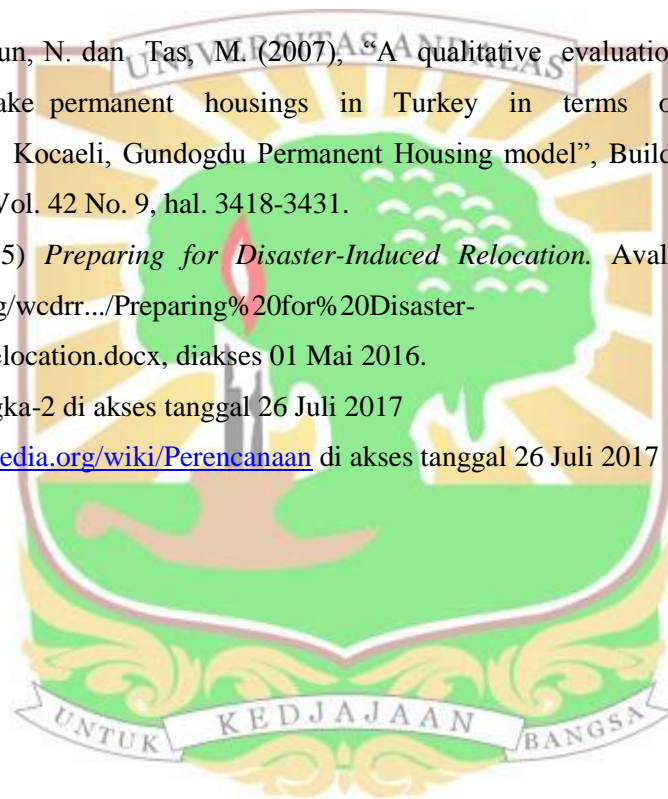 un, N. dan Tas, M. (2007), “A qualitative evaluation
ake permanent housings in Turkey in terms o
Kocaeli, Gundogdu Permanent Housing model”, Build
Vol. 42 No. 9, hal. 3418-3431.
5) Preparing for Disaster-Induced Relocation. Aval
g/wcdrr.../Preparing%20for%20Disaster-
elocation.docx, diakses 01 Mai 2016.
gka-2 di akses tanggal 26 Juli 2017
edia.org/wiki/Perencanaan di akses tanggal 26 Juli 2017
UNIVERSITAS ANDALAS
UNTUK KEDJAJAAN BANGSA